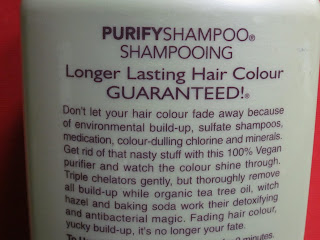 PURIFYSHAMPOO®
SHAMPOOING
Longer Lasting Hair Colour
GUARANTEED!®
Don't let your hair colour fade away because
of environmental build-up, sulfate shampoos,
medication, colour-dulling chlorine and minerals.
Get rid of that nasty stuff with this 100% Vegan
purifier and watch the colour shine through.
Triple chelators gently, but thoroughly remove
all build-up while organic tea tree oil, witch
hazel and baking soda work their detoxifying
and antibacterial magic. Fading hair colour,
yucky build-up, it's no longer your fate.
minutes.